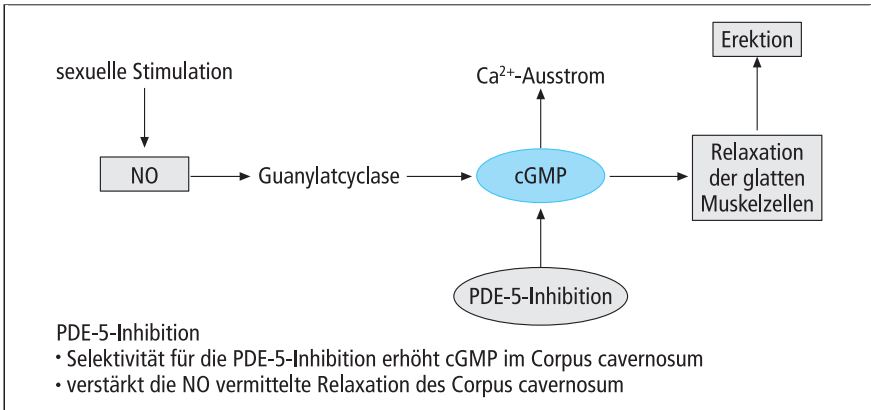 Erektion
sexuelle Stimulation
Ca²⁺-Ausstrom
NO
Guanylatcyclase
cGMP
Relaxation
der glatten
Muskelzellen
PDE-5-Inhibition
PDE-5-Inhibition
• Selektivität für die PDE-5-Inhibition erhöht cGMP im Corpus cavernosum
• verstärkt die NO vermittelte Relaxation des Corpus cavernosum